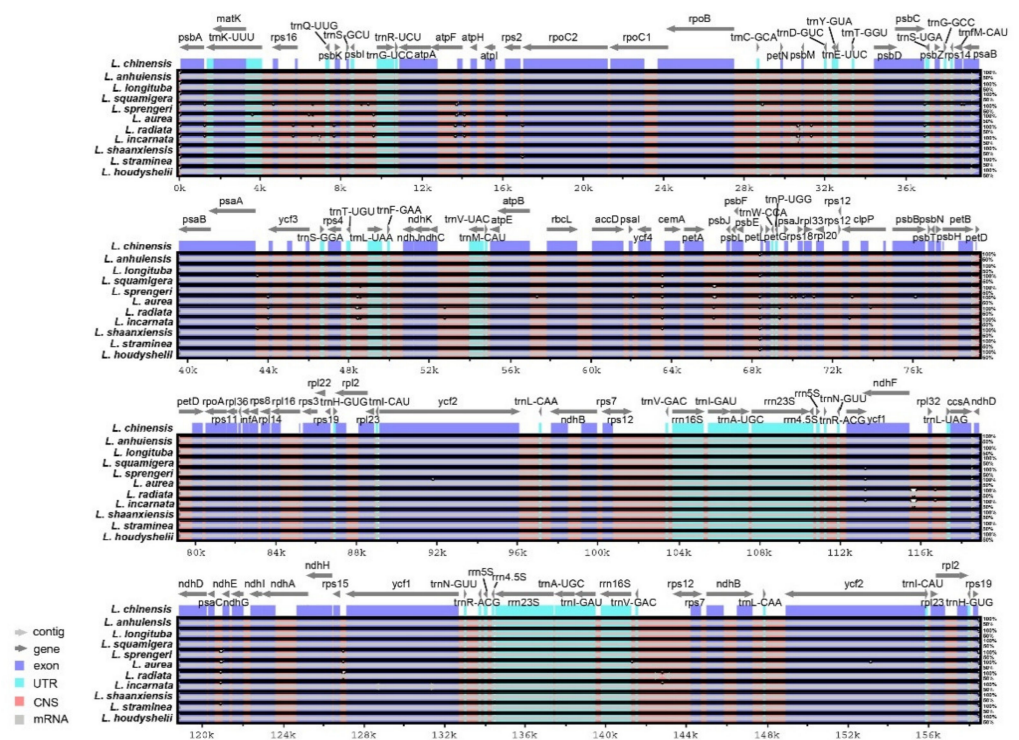 matK rpoB psbC trnG-GCC
trnQ-UUG trnS-GCU trnY-GUA
psbA trnK-UUU rps16 trnR-UCU atpF atpH rps2 rpoC2 rpoC1 trnC-GCA trnD-GUC trnT-GGU trnS-UGA trnfM-CAU
psbK psbI trnG-UCC atpA atpI petN psbM trnE-UUC psbD psbZ rps14 psaB
L. chinensis
L. anhuiensis
L. longituba
L. squamigera
L. sprengeri
L. aurea
L. radiata
L. incarnata
L. shaanxiensis
L. straminea
L. houdyshelii
0k 4k 8k 12k 16k 20k 24k 28k 32k 36k
psaA atpB psbF trnP-UGG rps12
psaB ycf3 rps4 trnT-UGU trnF-GAA ndhK trnV-UAC atpE rbcL accD psaI cemA psbJ psbE trnW-CCA psaJ rpl33 rps12 clpP psbB psbN petB
trnS-GGA trnL-UAA ndhJ ndhC trnM-CAU ycf4 petA psbL petL petG rps18 rpl20 psbT psbH petD
L. chinensis
L. anhuiensis
L. longituba
L. squamigera
L. sprengeri
L. aurea
L. radiata
L. incarnata
L. shaanxiensis
L. straminea
L. houdyshelii
40k 44k 48k 52k 56k 60k 64k 68k 72k 76k
rpl22 rpl2 rrn5S ndhF
petD rpoA rpl36 rps8 rpl16 rps3 trnH-GUG trnI-CAU ycf2 trnL-CAA rps7 trnV-GAC trnI-GAU rrn23S trnN-GUU rpl32 ccsA ndhD
rps11 infA rpl14 rps19 rpl23 ndhB rps12 rrn16S trnA-UGC rrn4.5S trnR-ACG ycf1 trnL-UAG
L. chinensis
L. anhuiensis
L. longituba
L. squamigera
L. sprengeri
L. aurea
L. radiata
L. incarnata
L. shaanxiensis
L. straminea
L. houdyshelii
80k 84k 88k 92k 96k 100k 104k 108k 112k 116k
ndhH rrn5S rpl2
ndhD ndhE ndhI ndhA rps15 ycf1 trnN-GUU rrn4.5S trnA-UGC rrn16S rps12 ndhB ycf2 trnI-CAU rps19
psaC ndhG trnR-ACG rrn23S trnI-GAU trnV-GAC rps7 trnL-CAA rpl23 trnH-GUG
L. chinensis
L. anhuiensis
L. longituba
L. squamigera
L. sprengeri
L. aurea
L. radiata
L. incarnata
L. shaanxiensis
L. straminea
L. houdyshelii
120k 124k 128k 132k 136k 140k 144k 148k 152k 156k
contig
gene
exon
UTR
CNS
mRNA